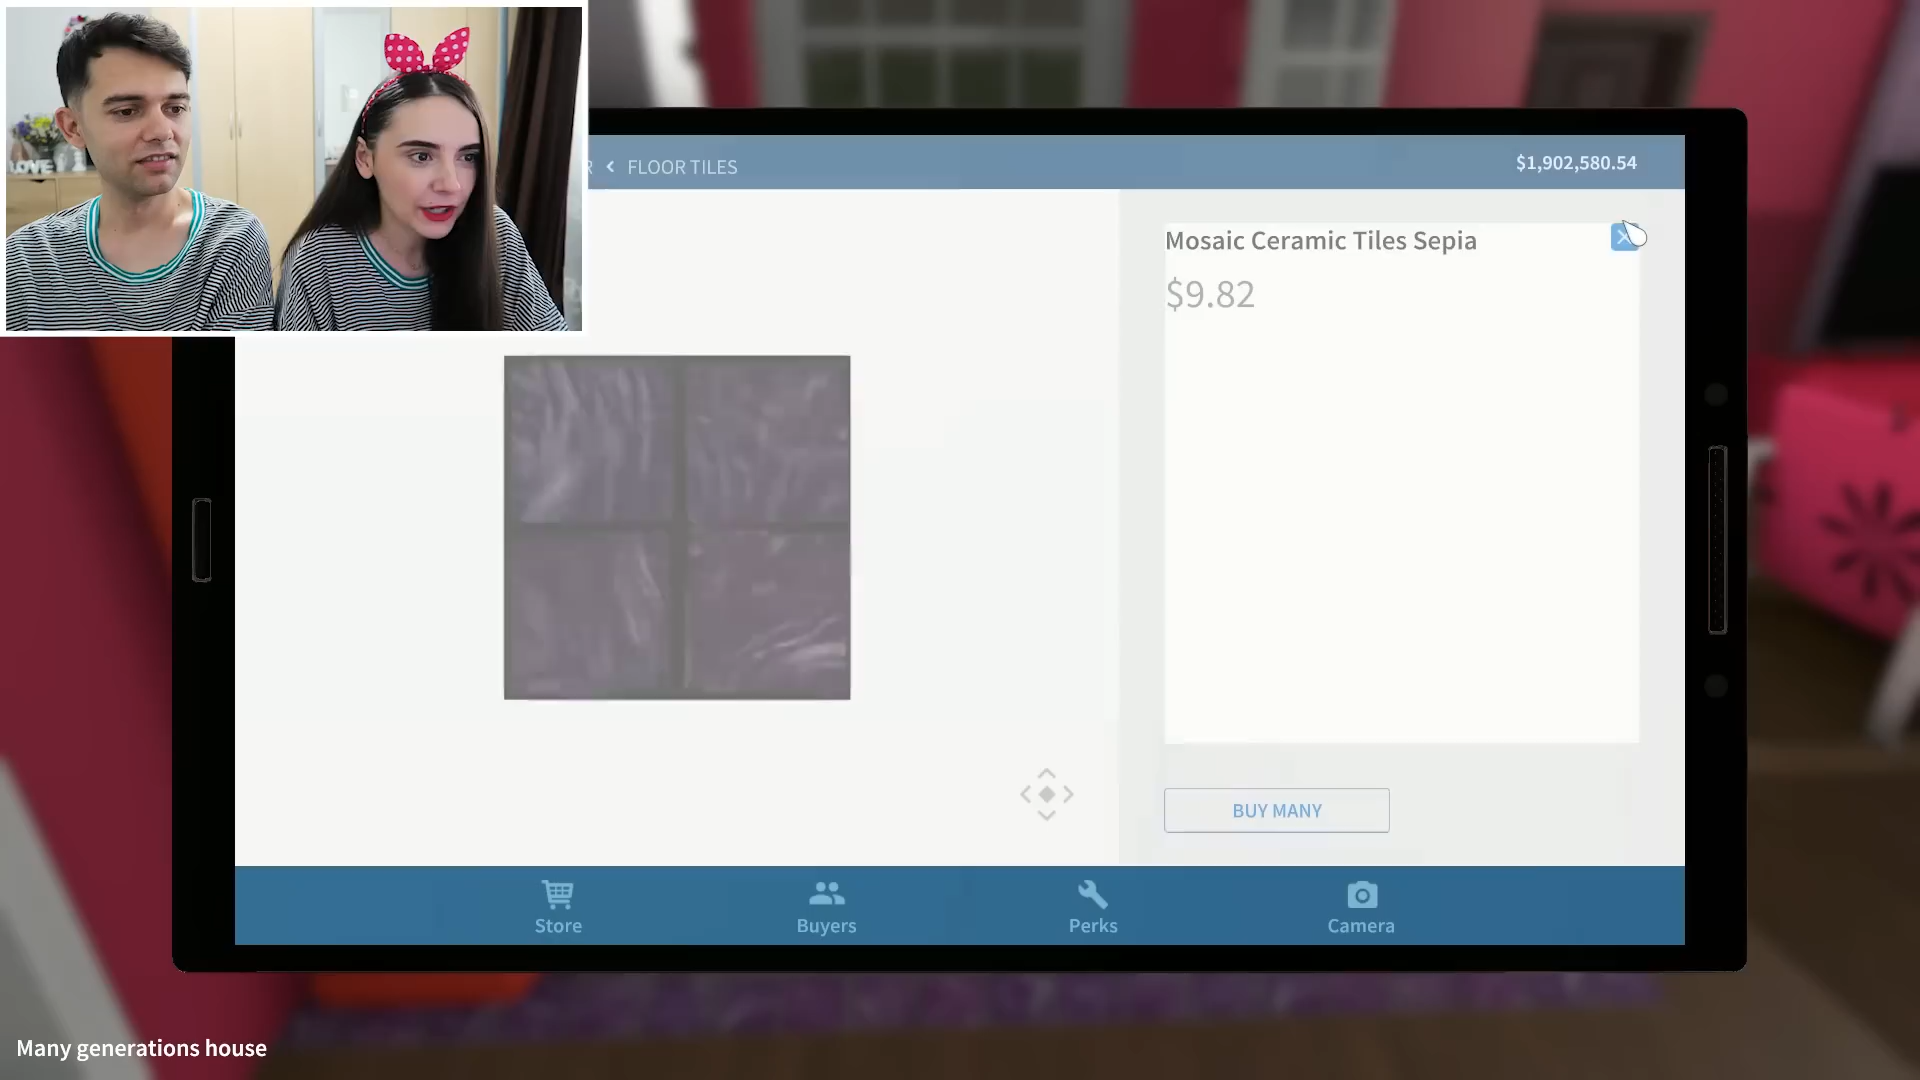 LOVE
FLOOR TILES
$1,902,580.54
Mosaic Ceramic Tiles Sepia
$9.82
BUY MANY
Store
Buyers
Perks
Camera
Many generations house